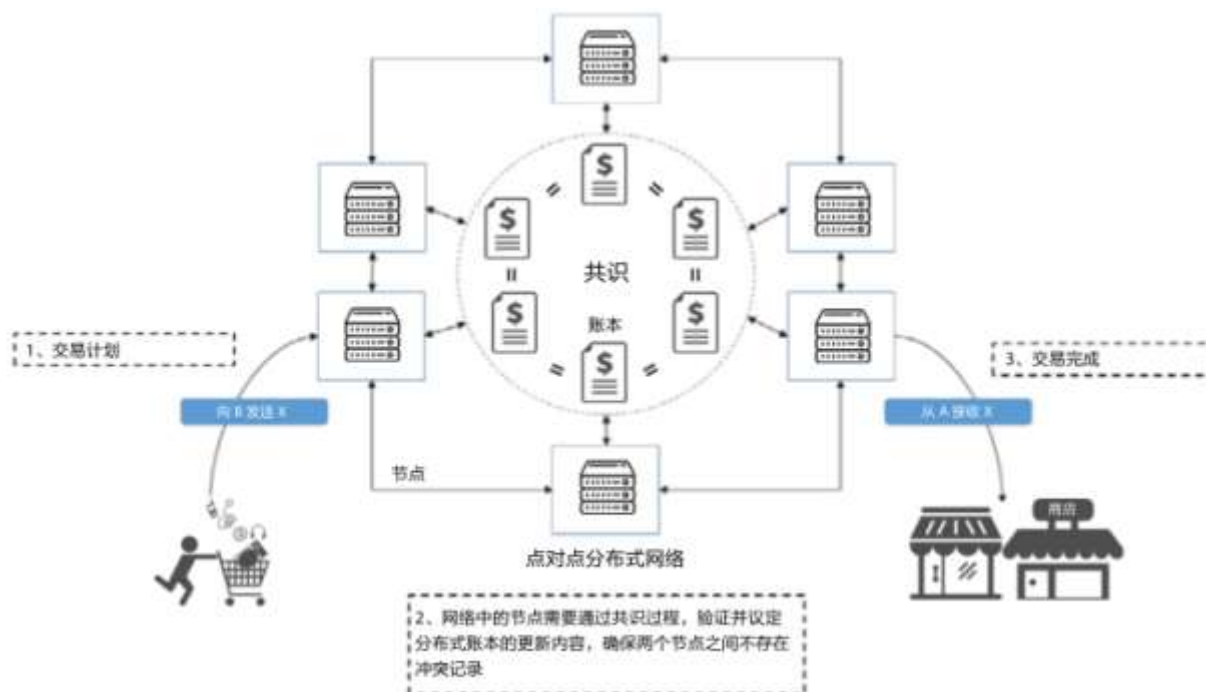 共识
账本
1、交易计划
3、交易完成
向 B 发送 X
从 A 接收 X
节点
商店
点对点分布式网络
2、网络中的节点需要通过共识过程，验证并议定
分布式账本的更新内容，确保两个节点之间不存在
冲突记录